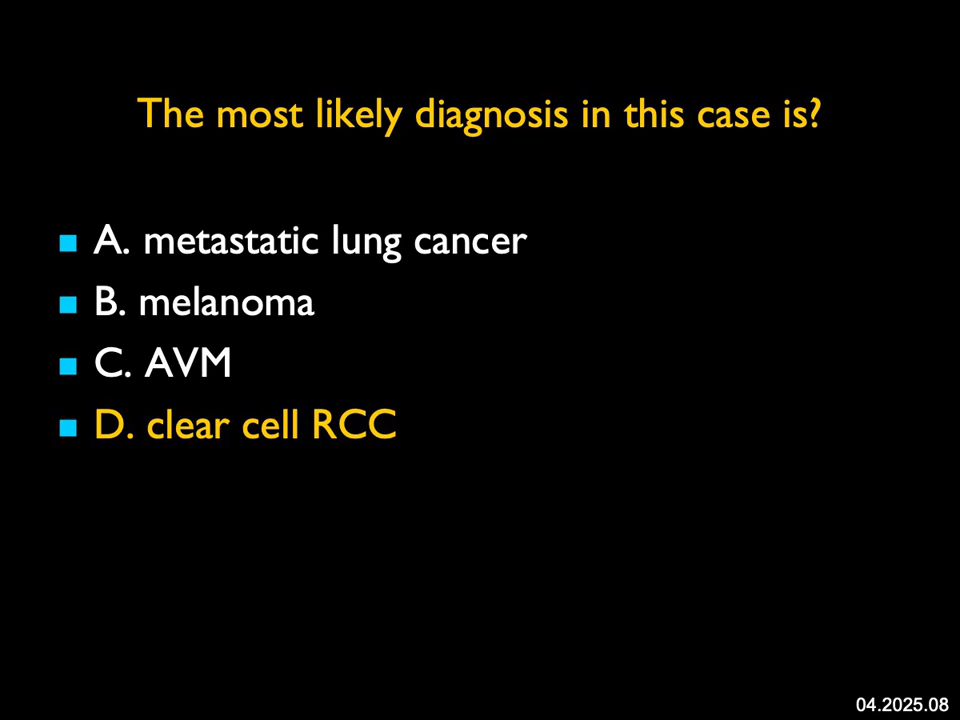 The most likely diagnosis in this case is?
A. metastatic lung cancer
B. melanoma
C. AVM
D. clear cell RCC
04.2025.08